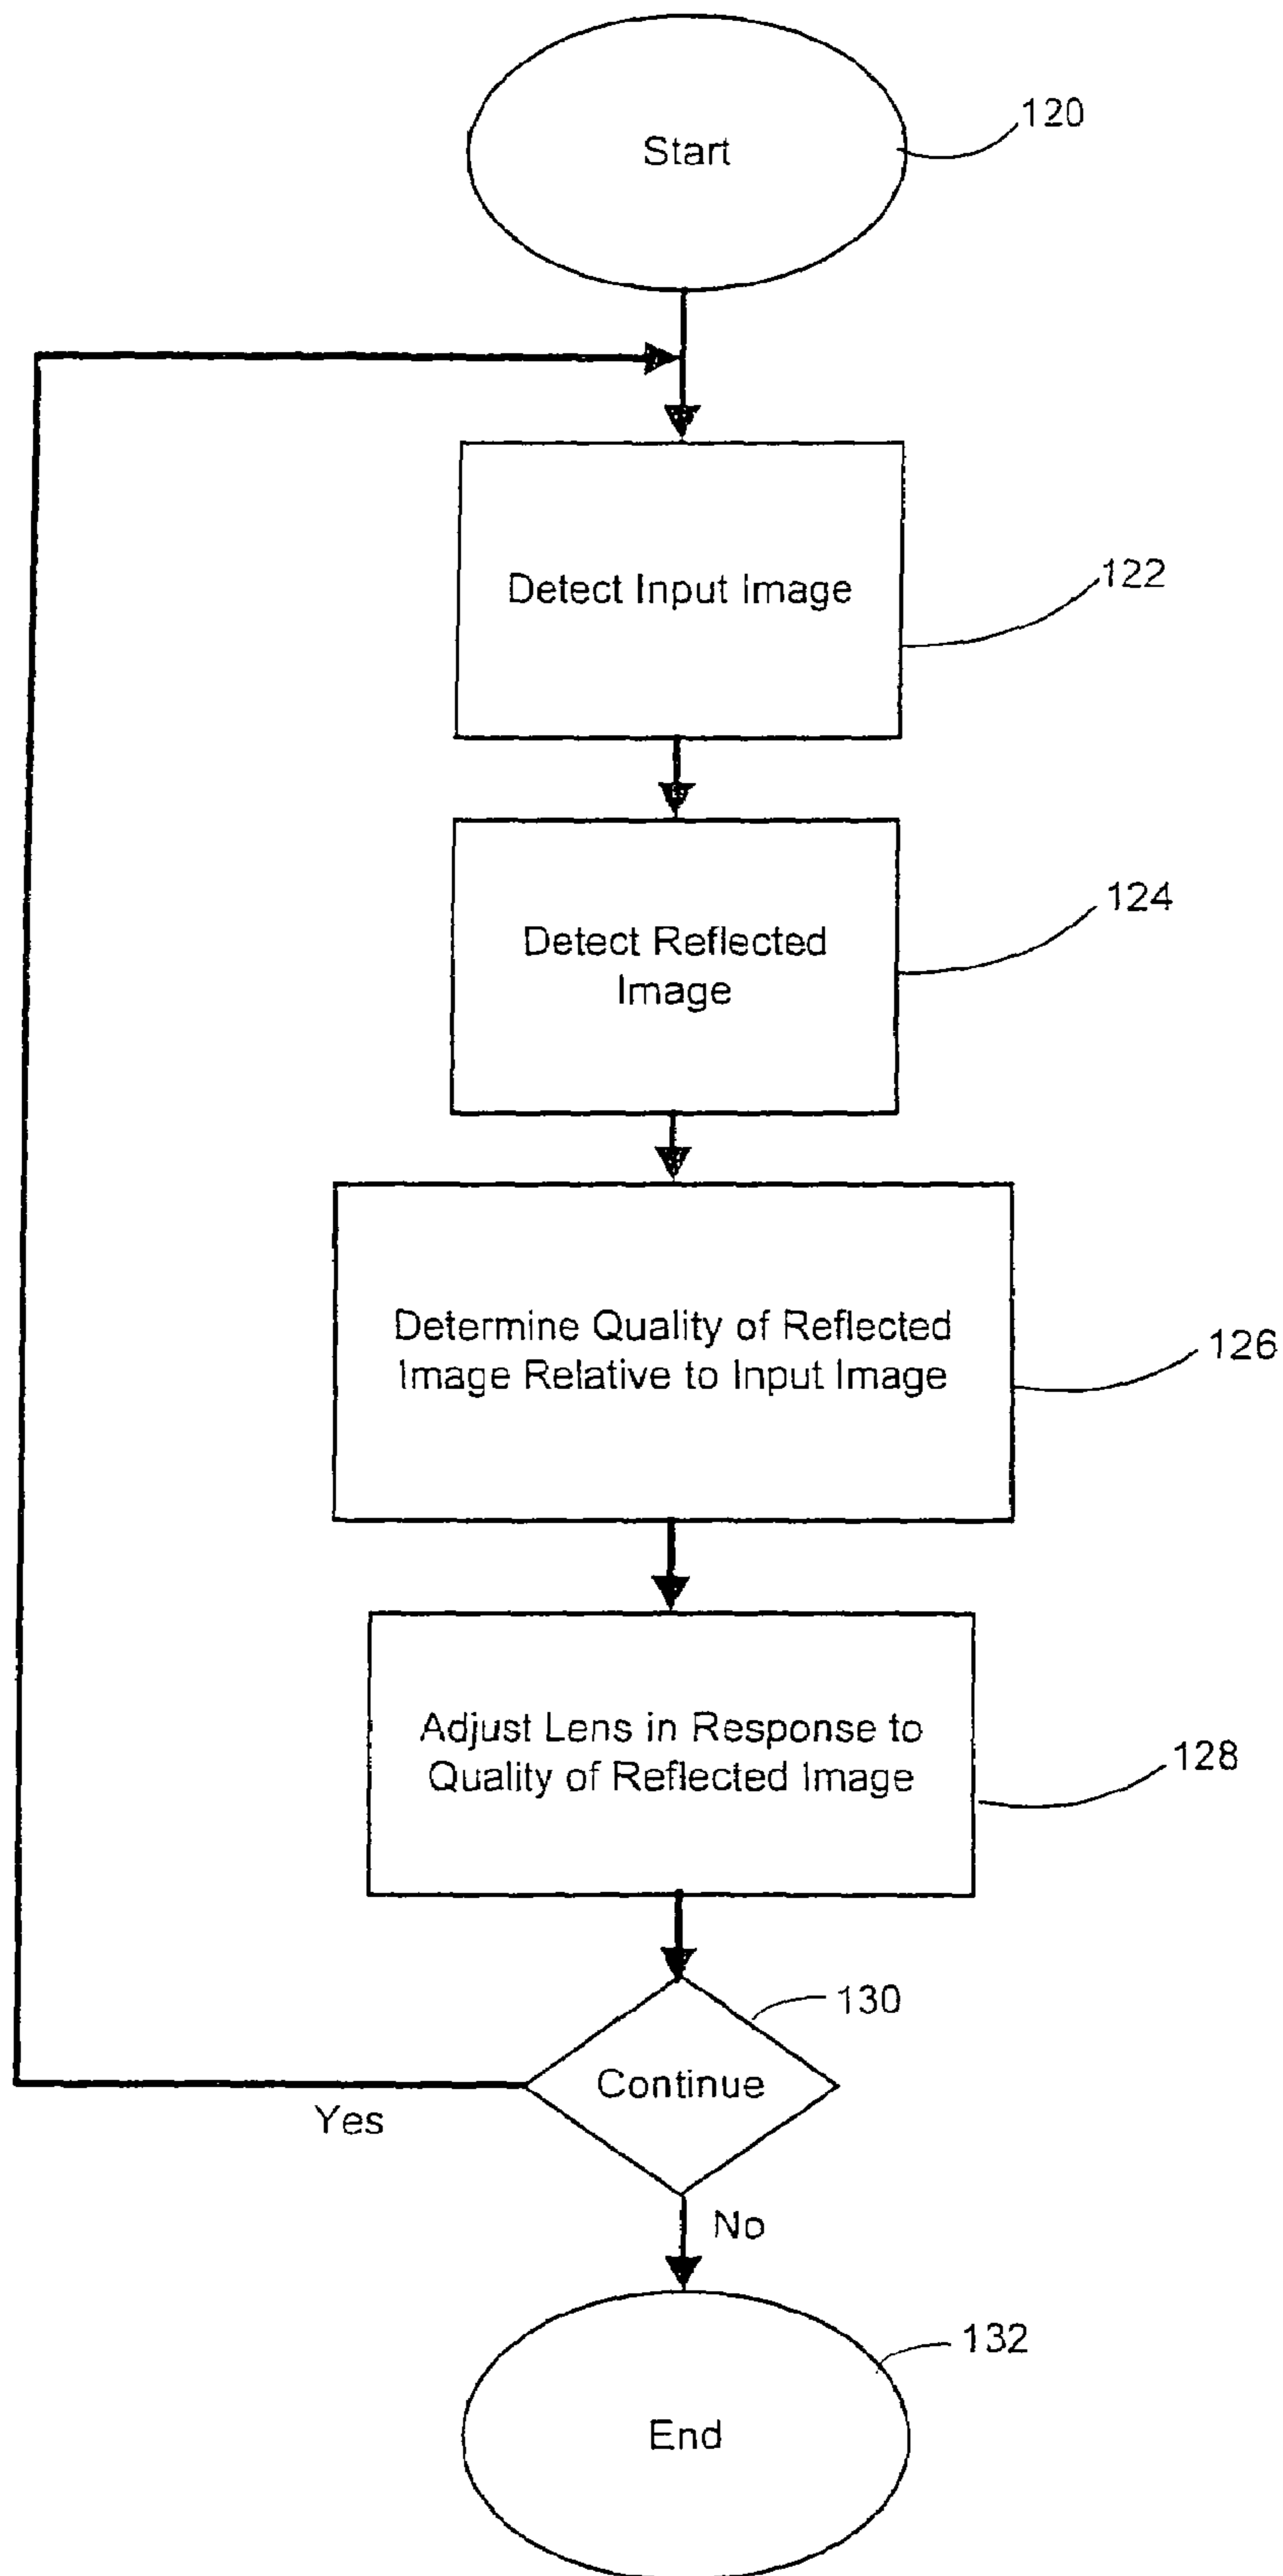 Start
120
Detect Input Image
122
Detect Reflected
Image
124
Determine Quality of Reflected
Image Relative to Input Image
126
Adjust Lens in Response to
Quality of Reflected Image
128
130
Continue
Yes
No
132
End